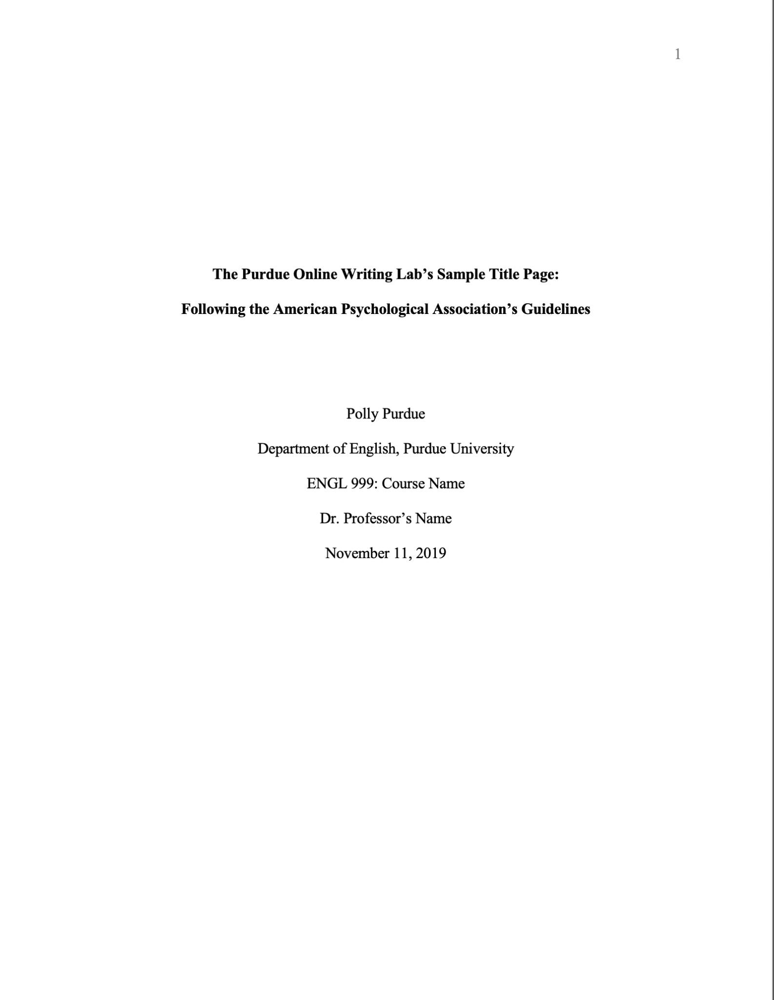 1
The Purdue Online Writing Lab’s Sample Title Page:
Following the American Psychological Association’s Guidelines
Polly Purdue
Department of English, Purdue University
ENGL 999: Course Name
Dr. Professor’s Name
November 11, 2019